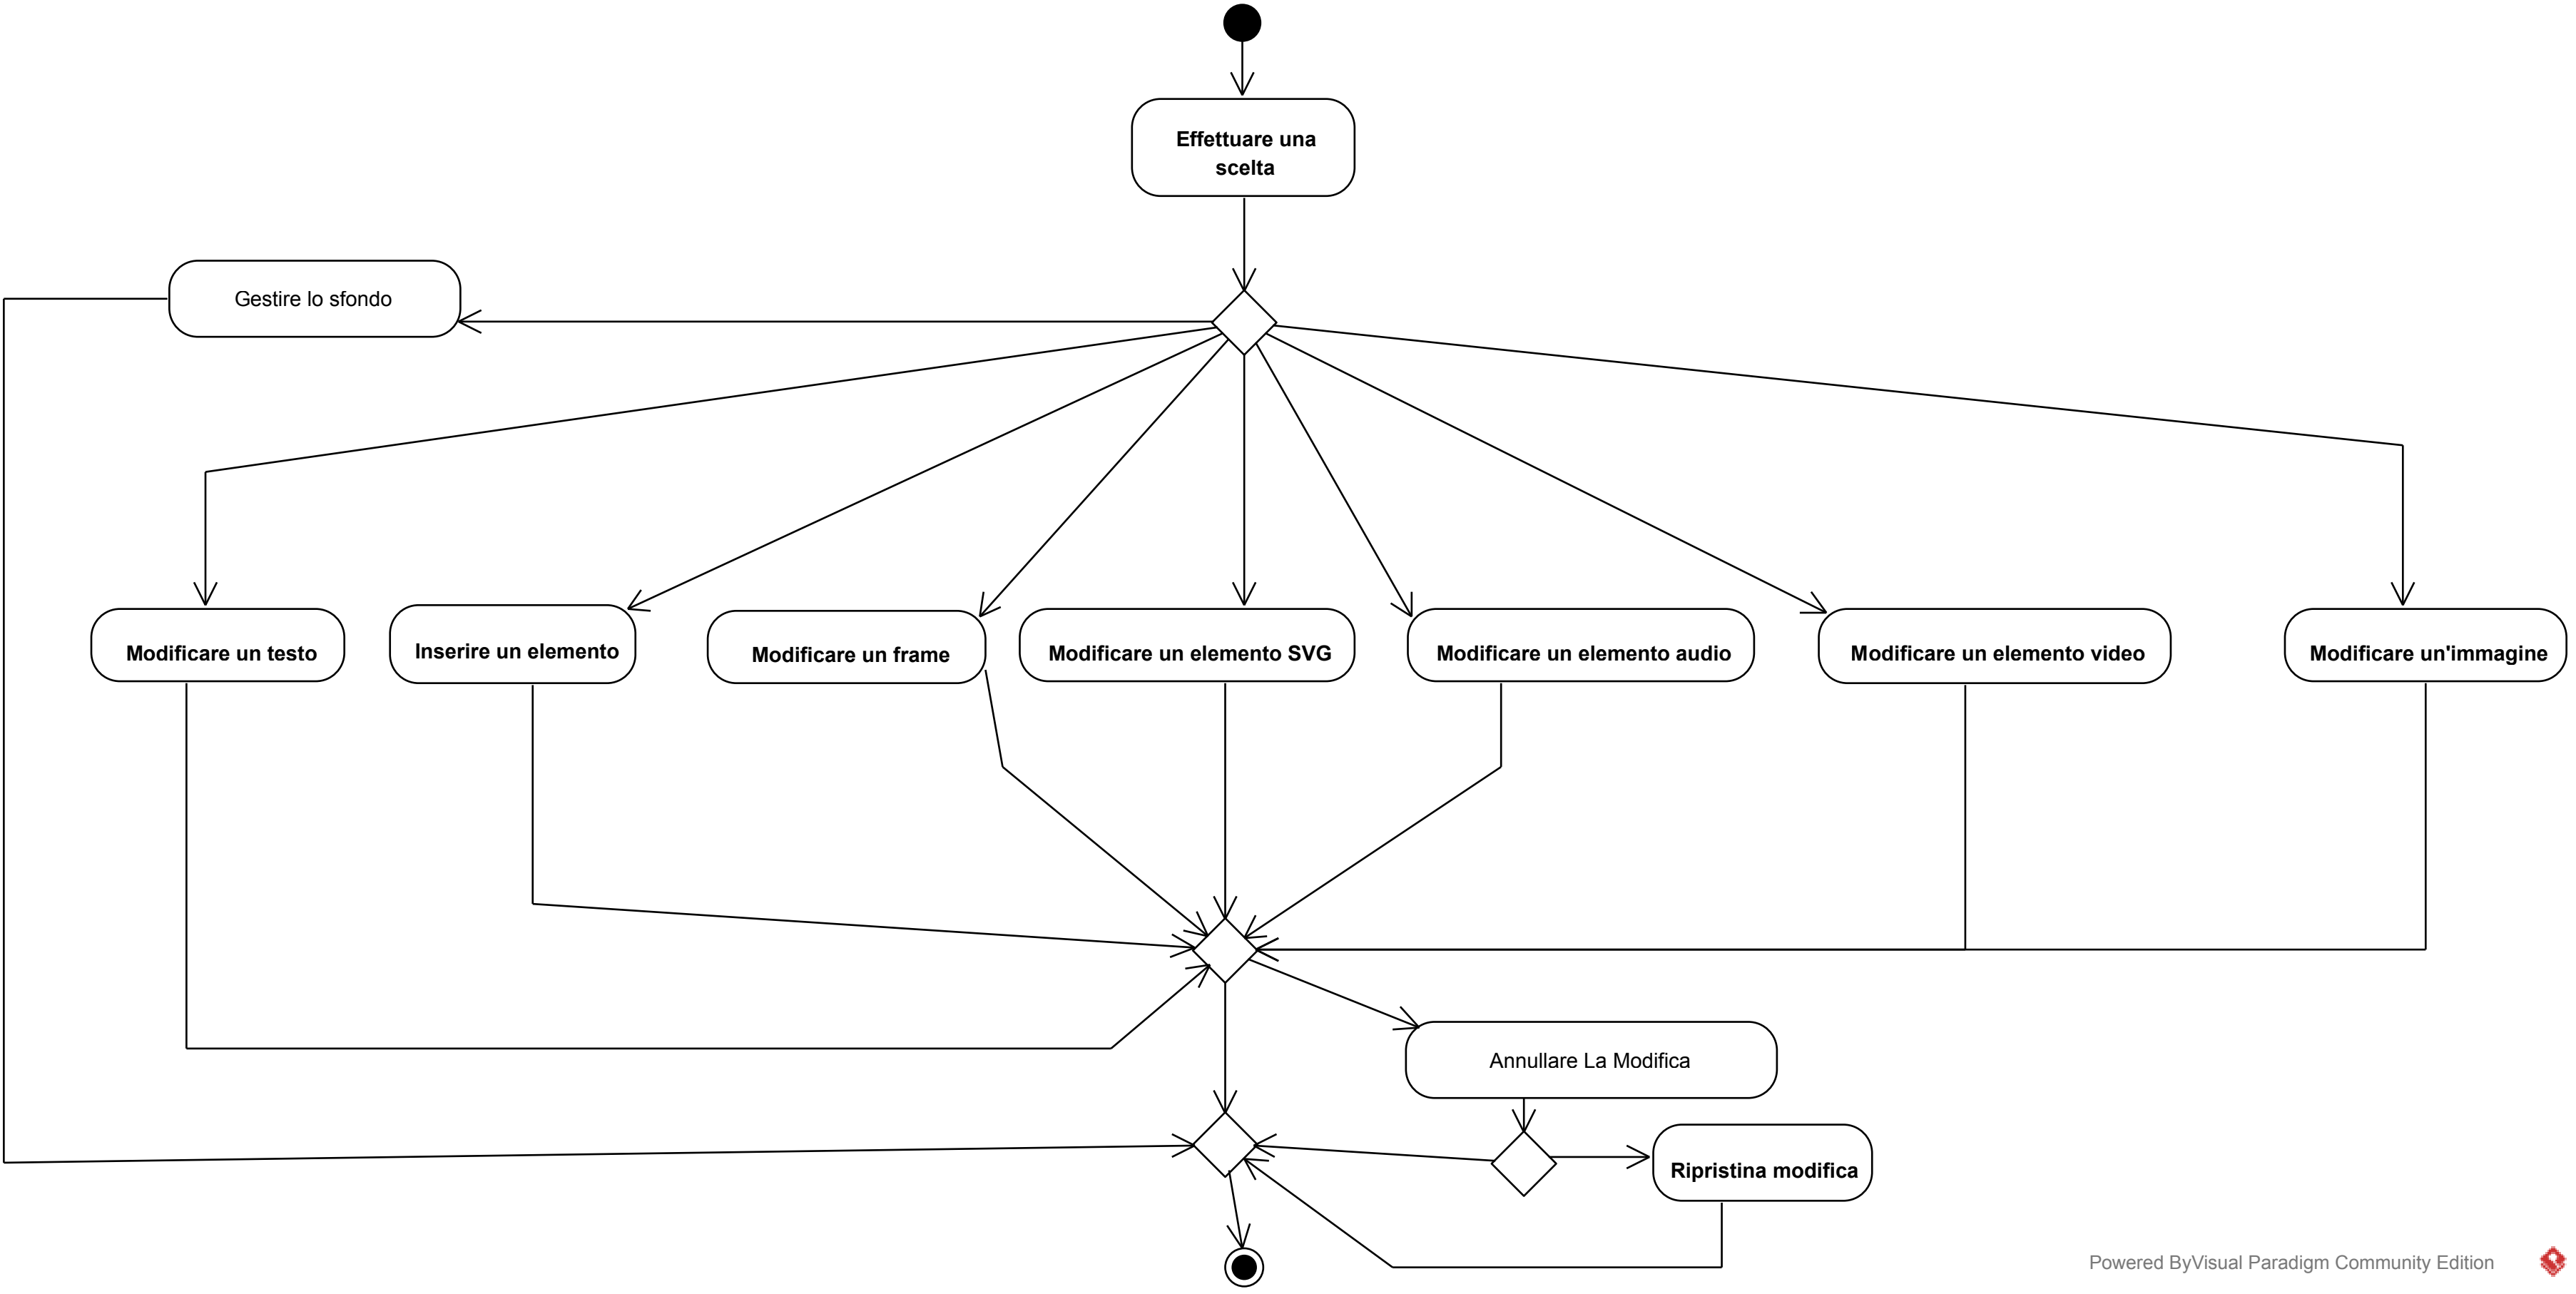 Effettuare una
scelta
Gestire lo sfondo
Modificare un testo
Inserire un elemento
Modificare un frame
Modificare un elemento SVG
Modificare un elemento audio
Modificare un elemento video
Modificare un'immagine
Annullare La Modifica
Ripristina modifica
Powered ByVisual Paradigm Community Edition